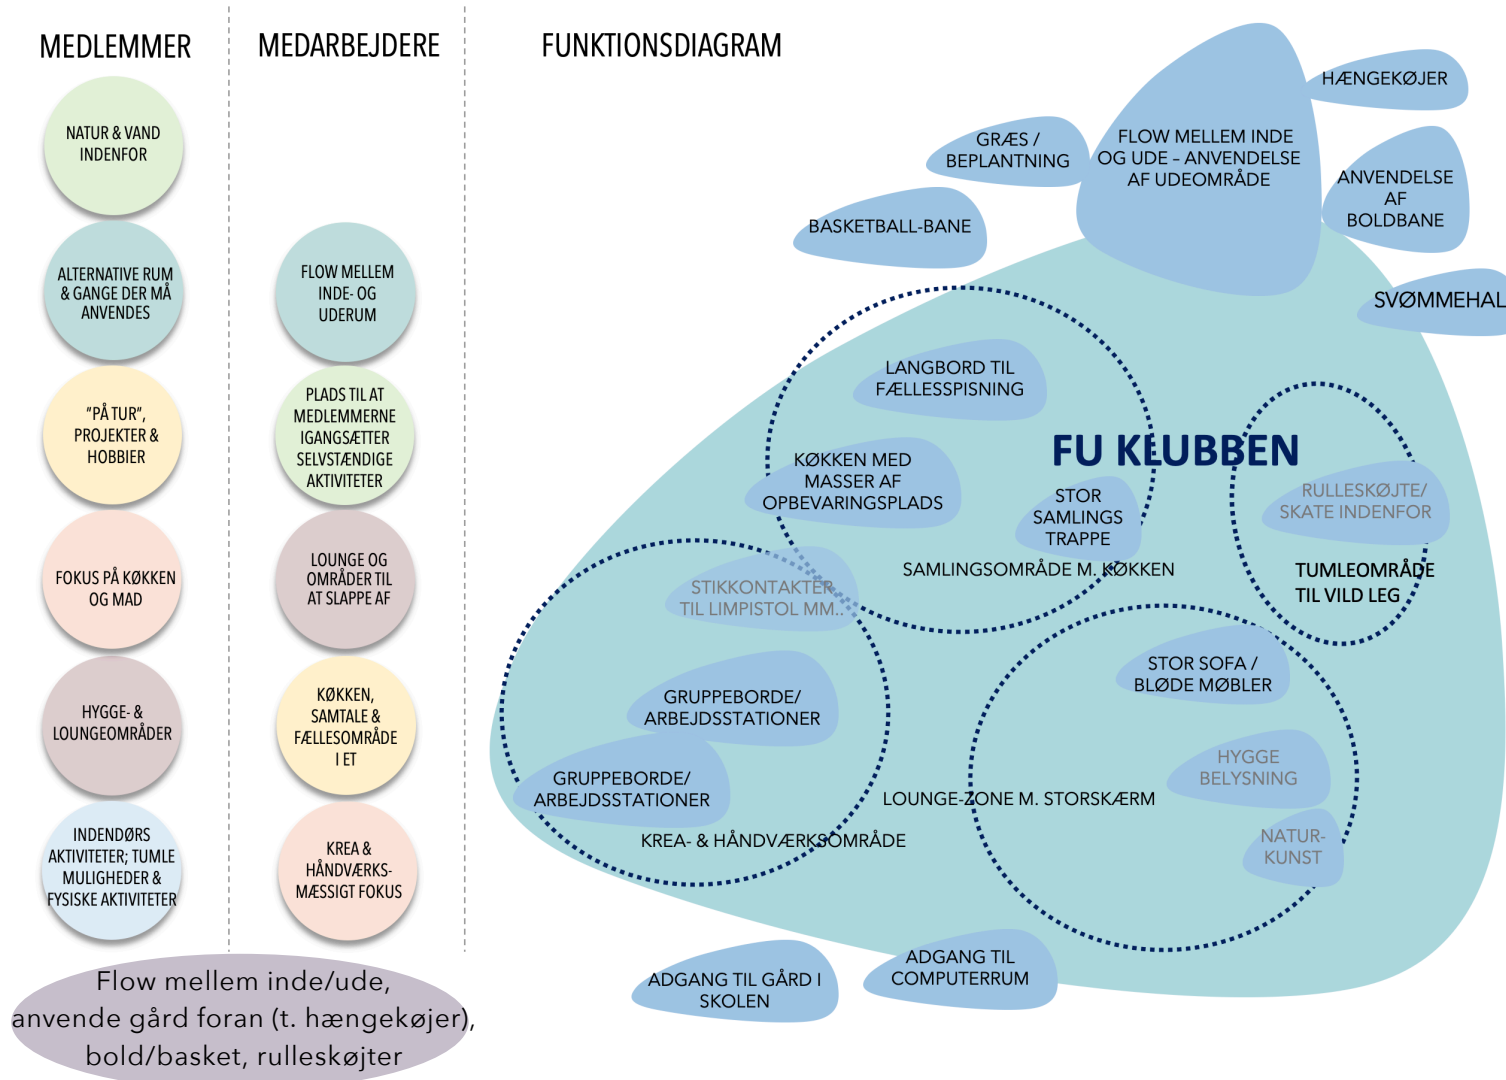 MEDLEMMER
NATUR & VAND
INDENFOR
ALTERNATIVE RUM
& GANGE DER MÅ
ANVENDES
"PÅ TUR",
PROJEKTER &
HOBBIER
FOKUS PÅ KØKKEN
OG MAD
HYGGE- &
LOUNGEOMRÅDER
INDENDØRS
AKTIVITETER; TUMLE
MULIGHEDER &
FYSISKE AKTIVITETER
MEDARBEJDERE
FLOW MELLEM
INDE- OG
UDERUM
PLADS TIL AT
MEDLEMMERNE
IGANGSÆTTER
SELVSTÆNDIGE
AKTIVITETER
LOUNGE OG
OMRÅDER TIL
AT SLAPPE AF
KØKKEN,
SAMTALE &
FÆLLESOMRÅDE
I ET
KREA &
HÅNDVÆRKS-
MÆSSIGT FOKUS
Flow mellem inde/ude,
anvende gård foran (t. hængekøjer),
bold/basket, rulleskøjter
FUNKTIONSDIAGRAM
HÆNGEKØJER
FLOW MELLEM INDE
OG UDE – ANVENDELSE
AF UDEOMRÅDE
GRÆS /
BEPLANTNING
ANVENDELSE
AF
BOLDBANE
BASKETBALL-BANE
SVØMMEHAL
LANGBORD TIL
FÆLLESSPISNING
FU KLUBBEN
KØKKEN MED
MASSER AF
OPBEVARINGSPLADS
STOR
SAMLINGS
TRAPPE
RULLESKØJTE/
SKATE INDENFOR
SAMLINGSOMRÅDE M. KØKKEN
TUMLEOMRÅDE
TIL VILD LEG
STIKKONTAKTER
TIL LIMPISTOL MM..
STOR SOFA /
BLØDE MØBLER
GRUPPEBORDE/
ARBEJDSSTATIONER
HYGGE
BELYSNING
GRUPPEBORDE/
ARBEJDSSTATIONER
LOUNGE-ZONE M. STORSKÆRM
KREA- & HÅNDVÆRKSOMRÅDE
NATUR-
KUNST
ADGANG TIL GÅRD I
SKOLEN
ADGANG TIL
COMPUTERRUM